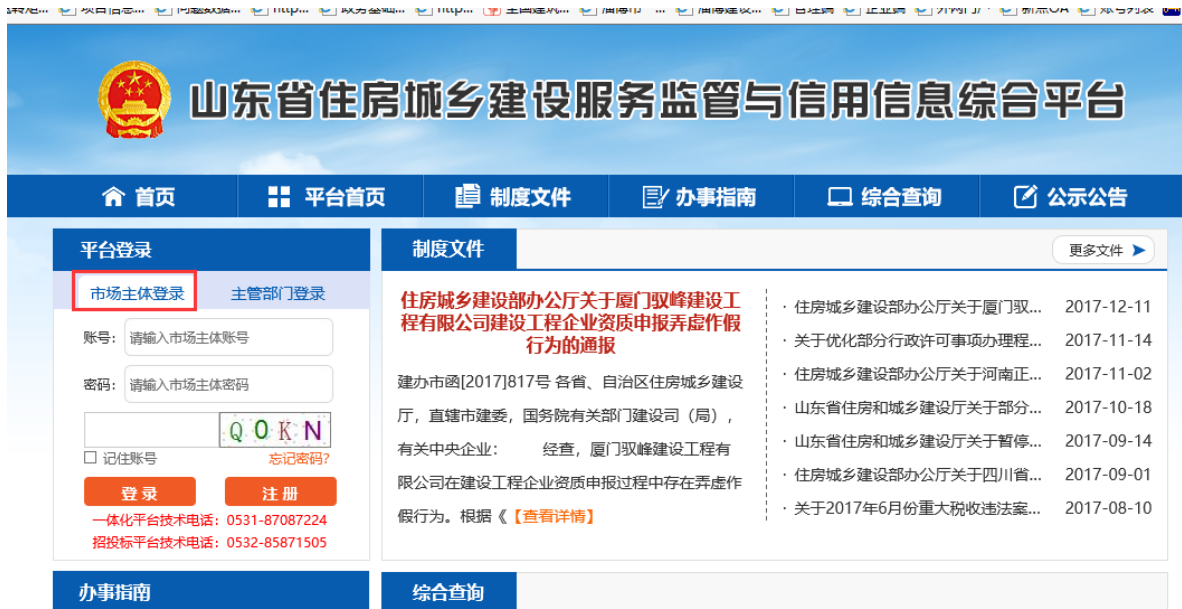 山东省住房城乡建设服务监管与信用信息综合平台
首页 平台首页 制度文件 办事指南 综合查询 公示公告
平台登录
市场主体登录 主管部门登录
账号： 请输入市场主体账号
密码： 请输入市场主体密码
QOKN
记住账号 忘记密码?
登录 注册
一体化平台技术电话：0531-87087224
招投标平台技术电话：0532-85871505
制度文件 更多文件
住房城乡建设部办公厅关于厦门驭峰建设工
程有限公司建设工程企业资质申报弄虚作假
行为的通报
建办市函[2017]817号 各省、自治区住房城乡建设
厅，直辖市建委，国务院有关部门建设司（局），
有关中央企业： 经查，厦门驭峰建设工程有
限公司在建设工程企业资质申报过程中存在弄虚作
假行为。根据《【查看详情】
· 住房城乡建设部办公厅关于厦门驭... 2017-12-11
· 关于优化部分行政许可事项办理程... 2017-11-14
· 住房城乡建设部办公厅关于河南正... 2017-11-02
· 山东省住房和城乡建设厅关于部分... 2017-10-18
· 山东省住房和城乡建设厅关于暂停... 2017-09-14
· 住房城乡建设部办公厅关于四川省... 2017-09-01
· 关于2017年6月份重大税收违法案... 2017-08-10
办事指南
综合查询